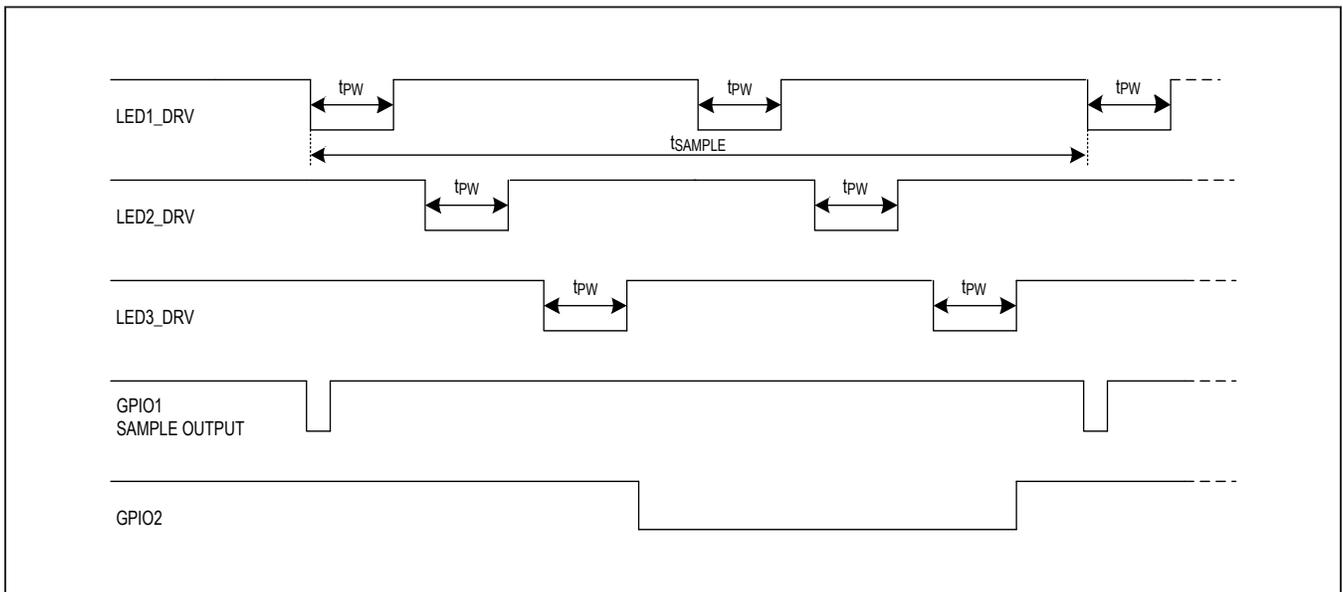 tPW tPW tPW
LED1_DRV
tSAMPLE
tPW tPW
LED2_DRV
tPW tPW
LED3_DRV
GPIO1
SAMPLE OUTPUT
GPIO2